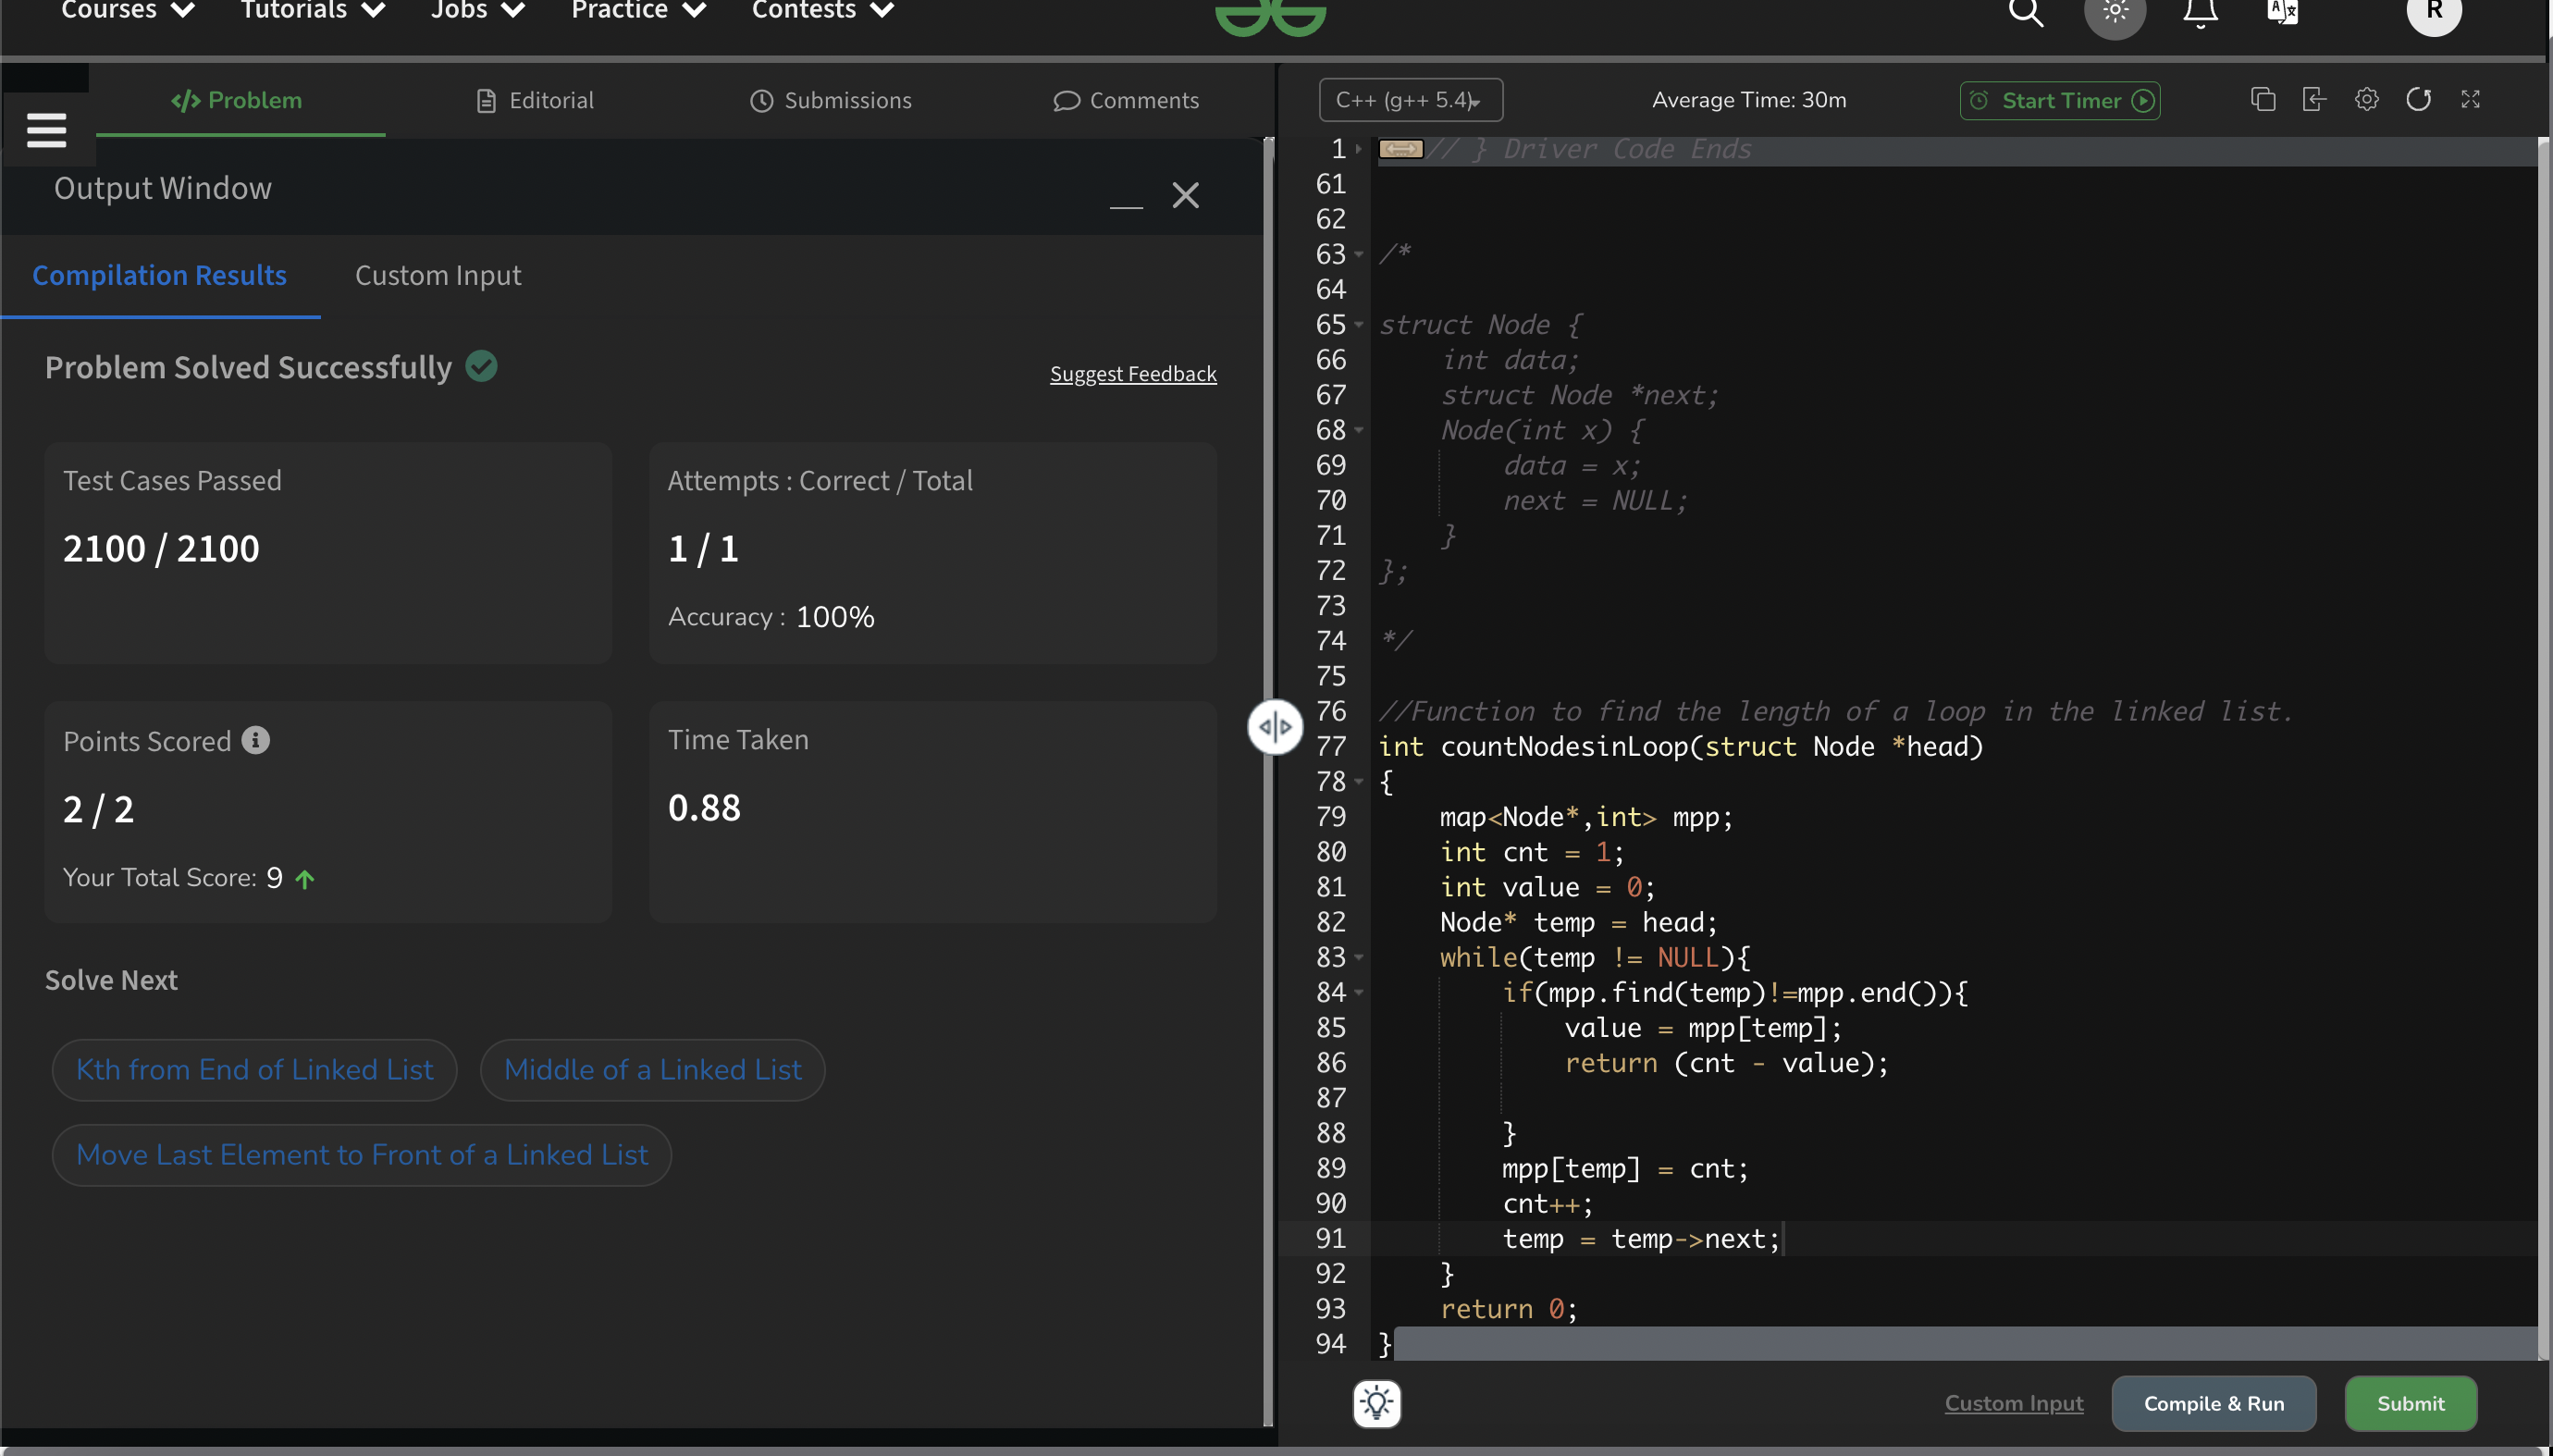 Courses Tutorials Jobs Practice Contests
R
</> Problem Editorial Submissions Comments
C++ (g++ 5.4) Average Time: 30m Start Timer
Output Window
Compilation Results Custom Input
Problem Solved Successfully
Suggest Feedback
Test Cases Passed
2100 / 2100
Attempts : Correct / Total
1 / 1
Accuracy : 100%
Points Scored
2 / 2
Your Total Score: 9
Time Taken
0.88
Solve Next
Kth from End of Linked List
Middle of a Linked List
Move Last Element to Front of a Linked List
1 // } Driver Code Ends
61
62
63 /*
64
65 struct Node {
66     int data;
67     struct Node *next;
68     Node(int x) {
69         data = x;
70         next = NULL;
71     }
72 };
73
74 */
75
76 //Function to find the length of a loop in the linked list.
77 int countNodesinLoop(struct Node *head)
78 {
79     map<Node*,int> mpp;
80     int cnt = 1;
81     int value = 0;
82     Node* temp = head;
83     while(temp != NULL){
84         if(mpp.find(temp)!=mpp.end()){
85             value = mpp[temp];
86             return (cnt - value);
87
88         }
89         mpp[temp] = cnt;
90         cnt++;
91         temp = temp->next;
92     }
93     return 0;
94 }
Custom Input Compile & Run Submit